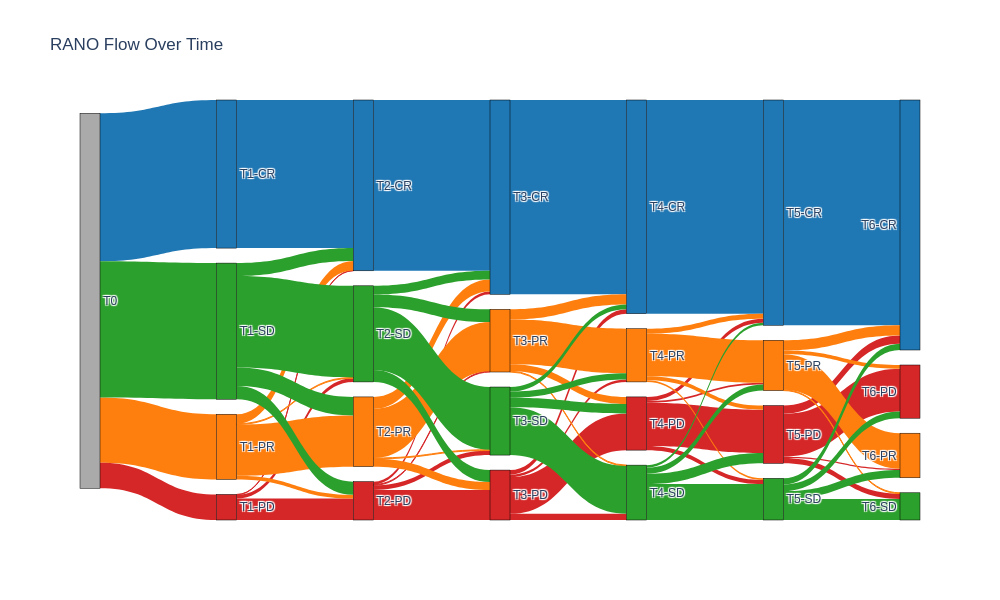 RANO Flow Over Time
T0
T1-CR
T1-SD
T1-PR
T1-PD
T2-CR
T2-SD
T2-PR
T2-PD
T3-CR
T3-PR
T3-SD
T3-PD
T4-CR
T4-PR
T4-PD
T4-SD
T5-CR
T5-PR
T5-PD
T5-SD
T6-CR
T6-PD
T6-PR
T6-SD